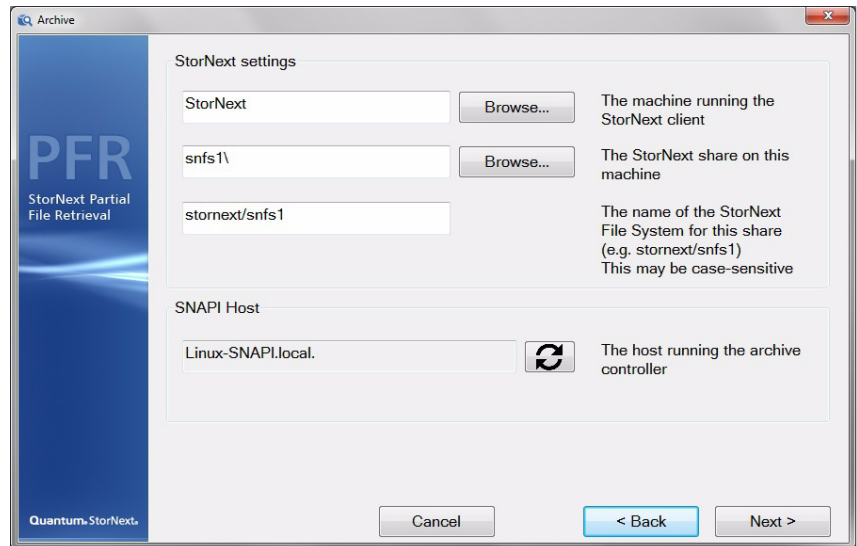 Archive
x
PFR
StorNext Partial
File Retrieval
StorNext settings
StorNext
Browse...
The machine running the
StorNext client
snfs1\
Browse...
The StorNext share on this
machine
stornext/snfs1
The name of the StorNext
File System for this share
(e.g. stornext/snfs1)
This may be case-sensitive
SNAPI Host
Linux-SNAPI.local.
The host running the archive
controller
Quantum. StorNext.
Cancel
< Back
Next >